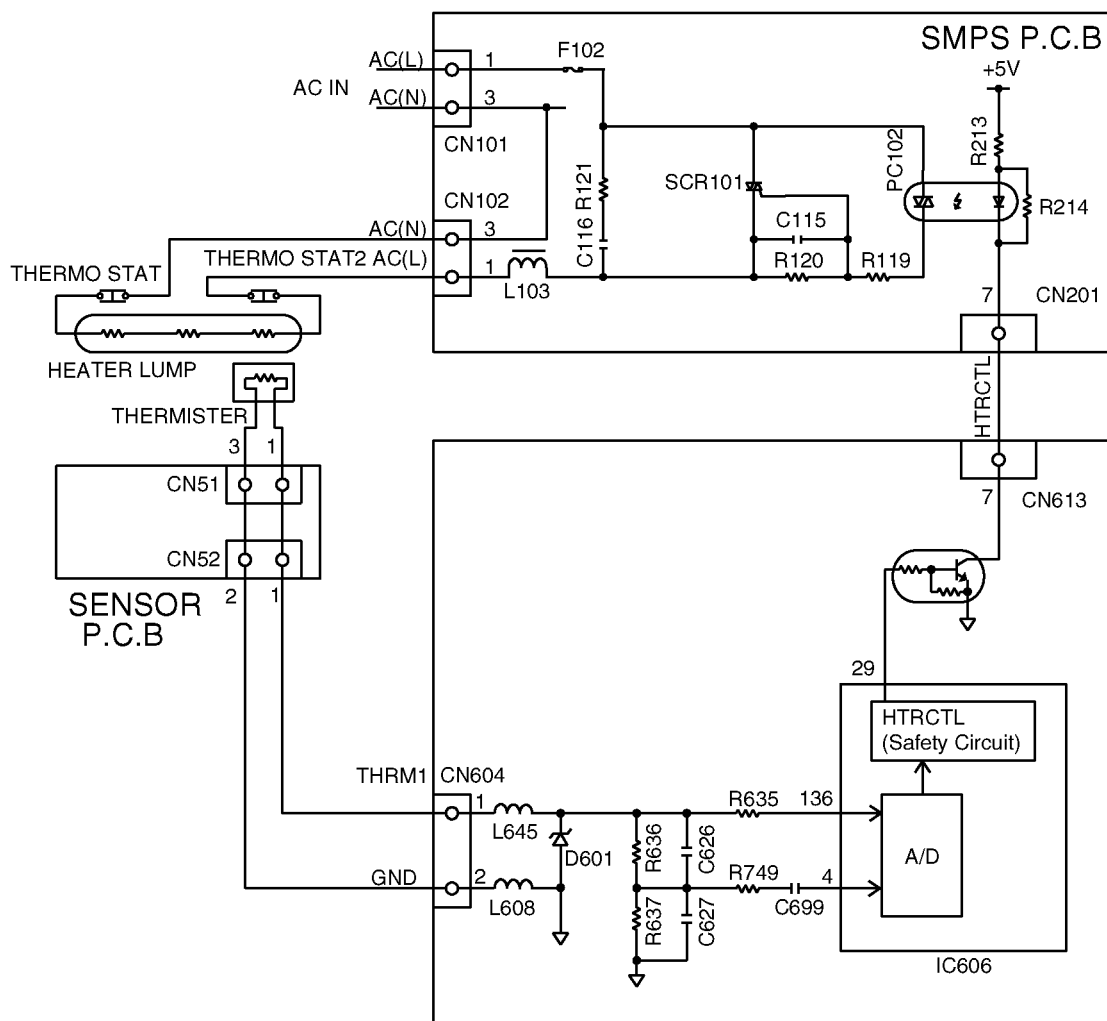 SMPS P.C.B
AC(L)
1
F102
+5V
AC IN
AC(N)
3
CN101
R213
PC102
R121
SCR101
CN102
R214
C116
C115
AC(N)
3
THERMO STAT
THERMO STAT2 AC(L)
1
L103
R120
R119
7
CN201
HEATER LUMP
THERMISTER
HTRCTL
3
1
CN51
7
CN613
CN52
2
1
SENSOR
P.C.B
29
HTRCTL
(Safety Circuit)
THRM1
CN604
1
L645
R635
136
D601
R636
C626
A/D
GND
2
L608
R749
4
C699
R637
C627
IC606